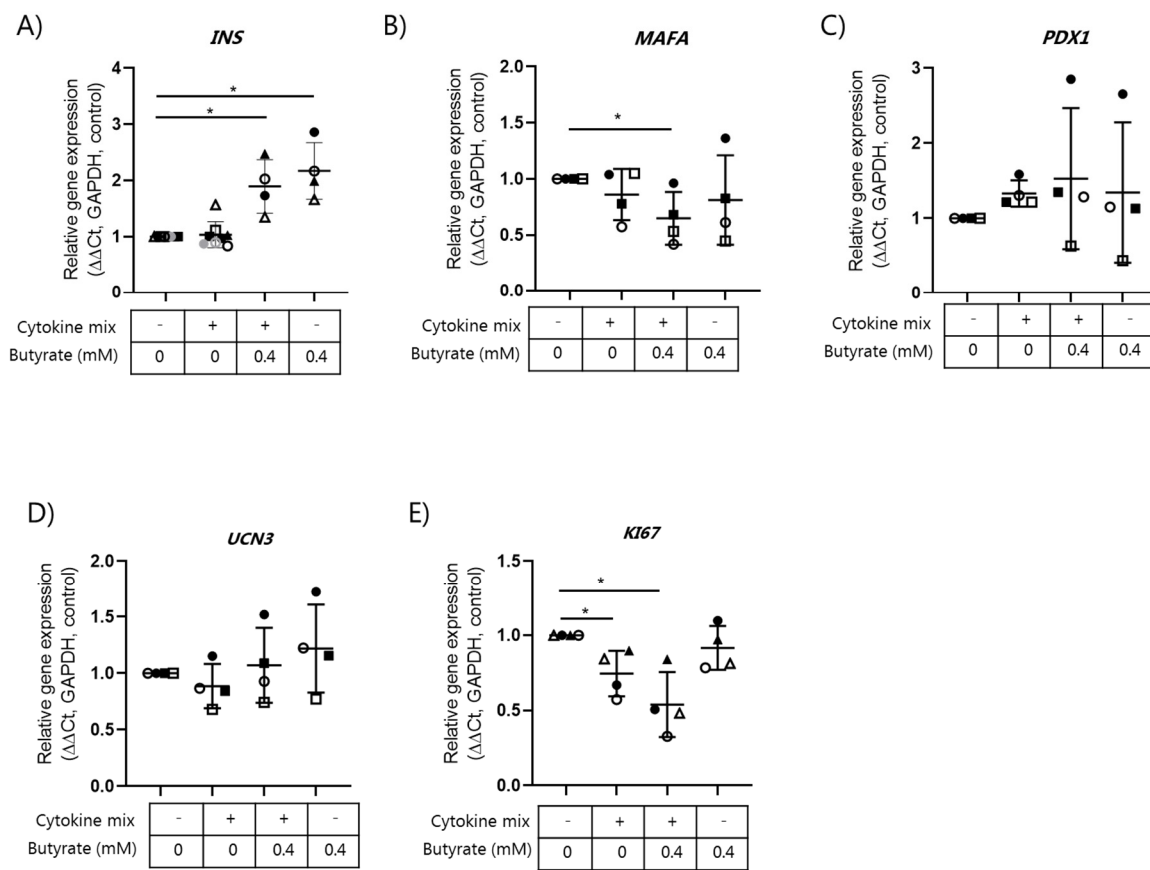 A)
INS
Relative gene expression
(ΔΔCt, GAPDH, control)
4
3
2
1
0
*
*
Cytokine mix - + + -
Butyrate (mM) 0 0 0.4 0.4
B)
MAFA
Relative gene expression
(ΔΔCt, GAPDH, control)
2.0
1.5
1.0
0.5
0.0
*
Cytokine mix - + + -
Butyrate (mM) 0 0 0.4 0.4
C)
PDX1
Relative gene expression
(ΔΔCt, GAPDH, control)
3
2
1
0
Cytokine mix - + + -
Butyrate (mM) 0 0 0.4 0.4
D)
UCN3
Relative gene expression
(ΔΔCt, GAPDH, control)
2.0
1.5
1.0
0.5
0.0
Cytokine mix - + + -
Butyrate (mM) 0 0 0.4 0.4
E)
KI67
Relative gene expression
(ΔΔCt, GAPDH, control)
1.5
1.0
0.5
0.0
*
*
Cytokine mix - + + -
Butyrate (mM) 0 0 0.4 0.4